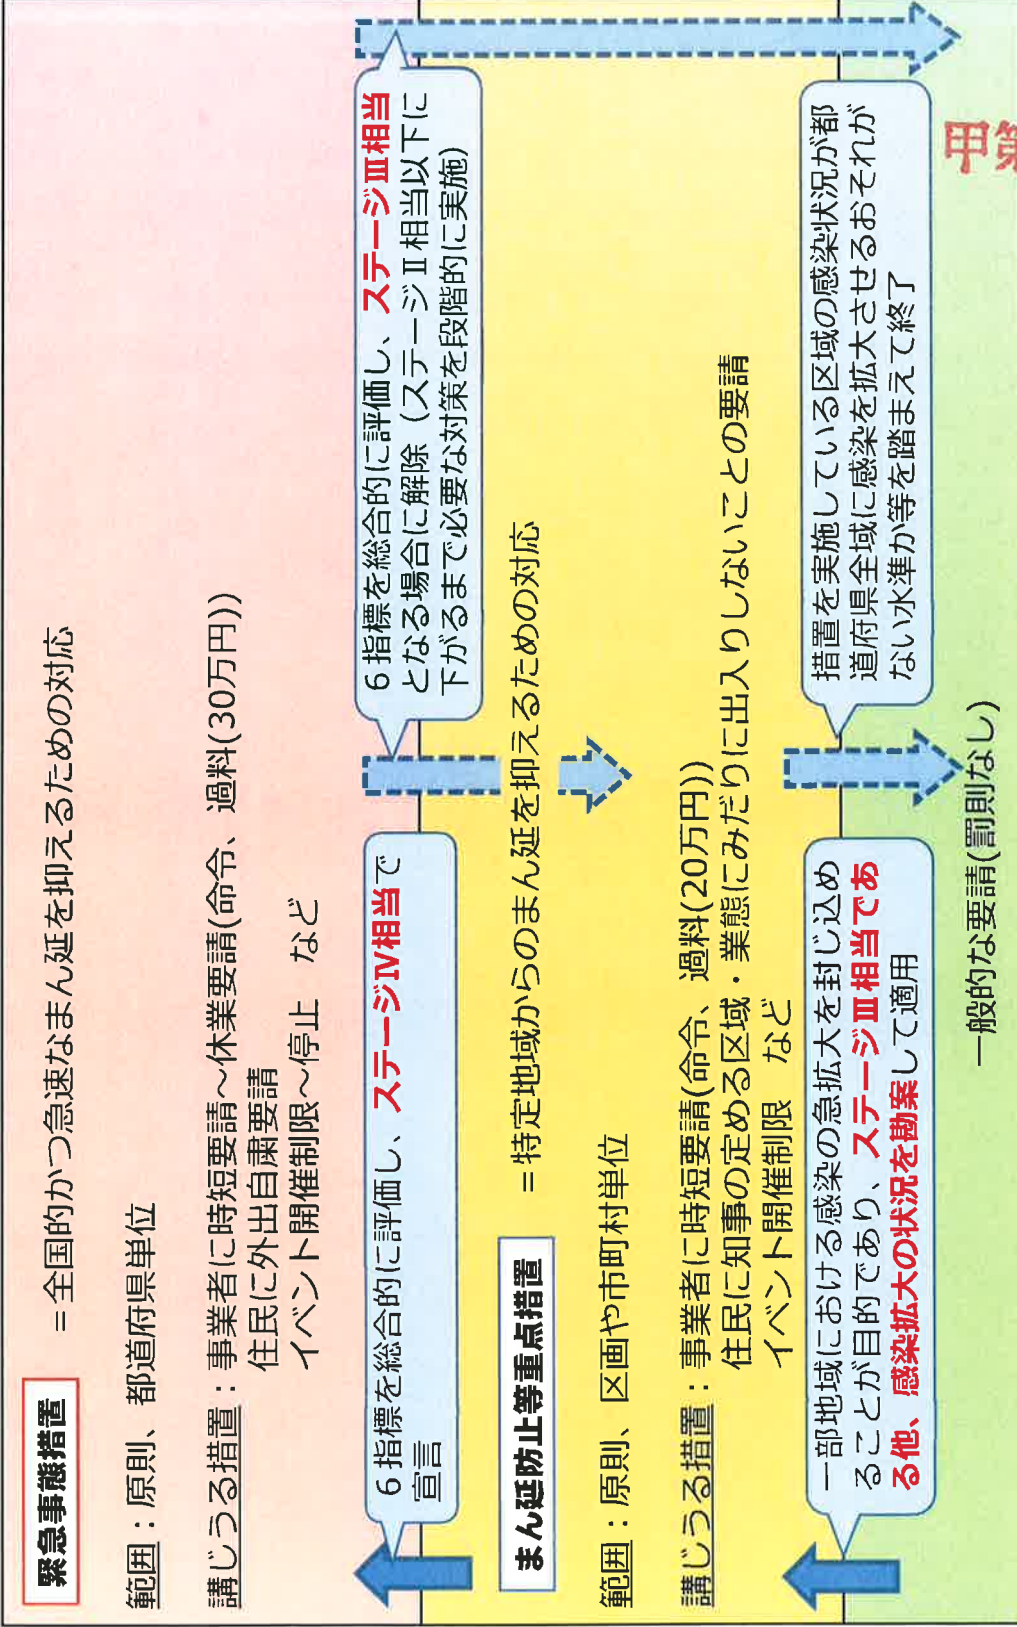 緊急事態措置
＝全国的かつ急速なまん延を抑えるための対応
範囲：原則、都道府県単位
講じうる措置：事業者に時短要請～休業要請(命令、過料(30万円))
住民に外出自粛要請
イベント開催制限～停止　など
６指標を総合的に評価し、ステージⅣ相当で
宣言
６指標を総合的に評価し、ステージⅢ相当
となる場合に解除（ステージⅡ相当以下に
下がるまで必要な対策を段階的に実施)
まん延防止等重点措置
＝特定地域からのまん延を抑えるための対応
範囲：原則、区画や市町村単位
講じうる措置：事業者に時短要請(命令、過料(20万円))
住民に知事の定める区域・業態にみだりに出入りしないことの要請
イベント開催制限　など
一部地域における感染の急拡大を封じ込め
ることが目的であり、ステージⅢ相当であ
る他、感染拡大の状況を勘案して適用
措置を実施している区域の感染状況が都
道府県全域に感染を拡大させるおそれが
ない水準か等を踏まえて終了
一般的な要請(罰則なし)
甲第